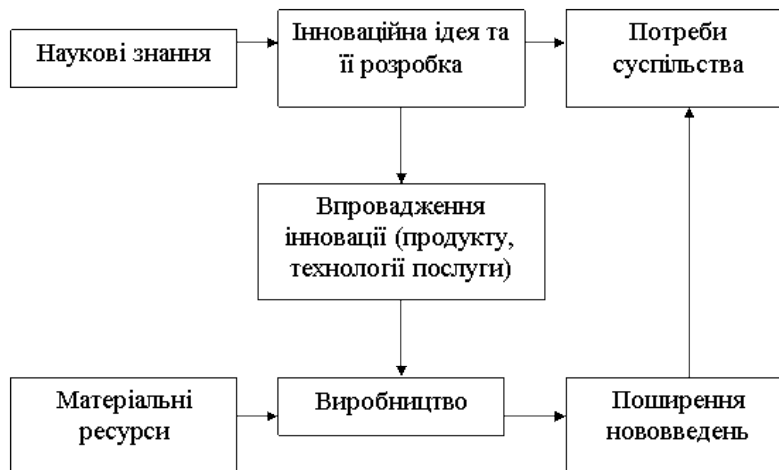 Наукові знання
Інноваційна ідея та
її розробка
Потреби
суспільства
Впровадження
інновації (продукту,
технології послуги)
Матеріальні
ресурси
Виробництво
Поширення
нововведень